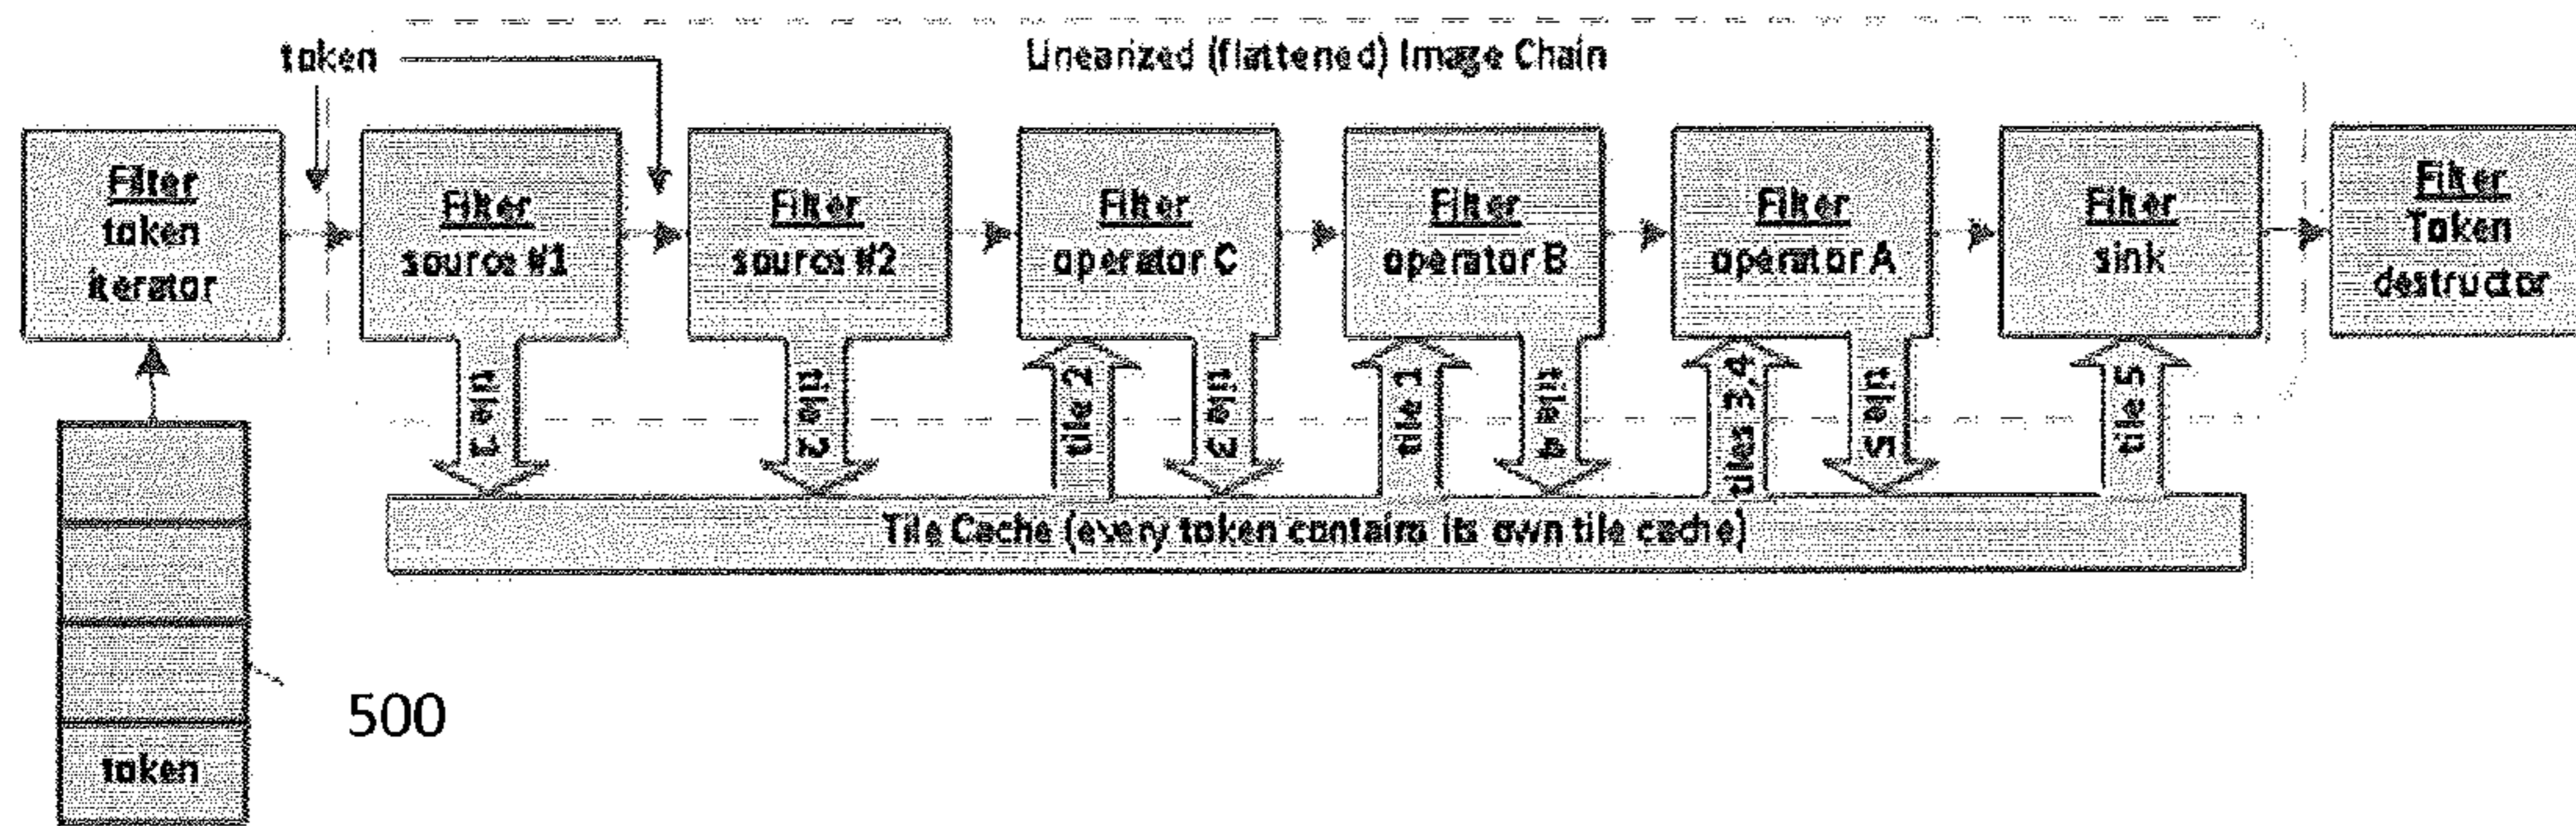 token
Linearized (flattened) Image Chain
Filter
token
iterator
Filter
source #1
Filter
source #2
Filter
operator C
Filter
operator B
Filter
operator A
Filter
sink
Filter
Token
destructor
tile 1
tile 2
tile 2
tile 3
tile 1
tile 4
tiles 3,4
tile 5
tile 5
Tile Cache (every token contains its own tile cache)
token
500